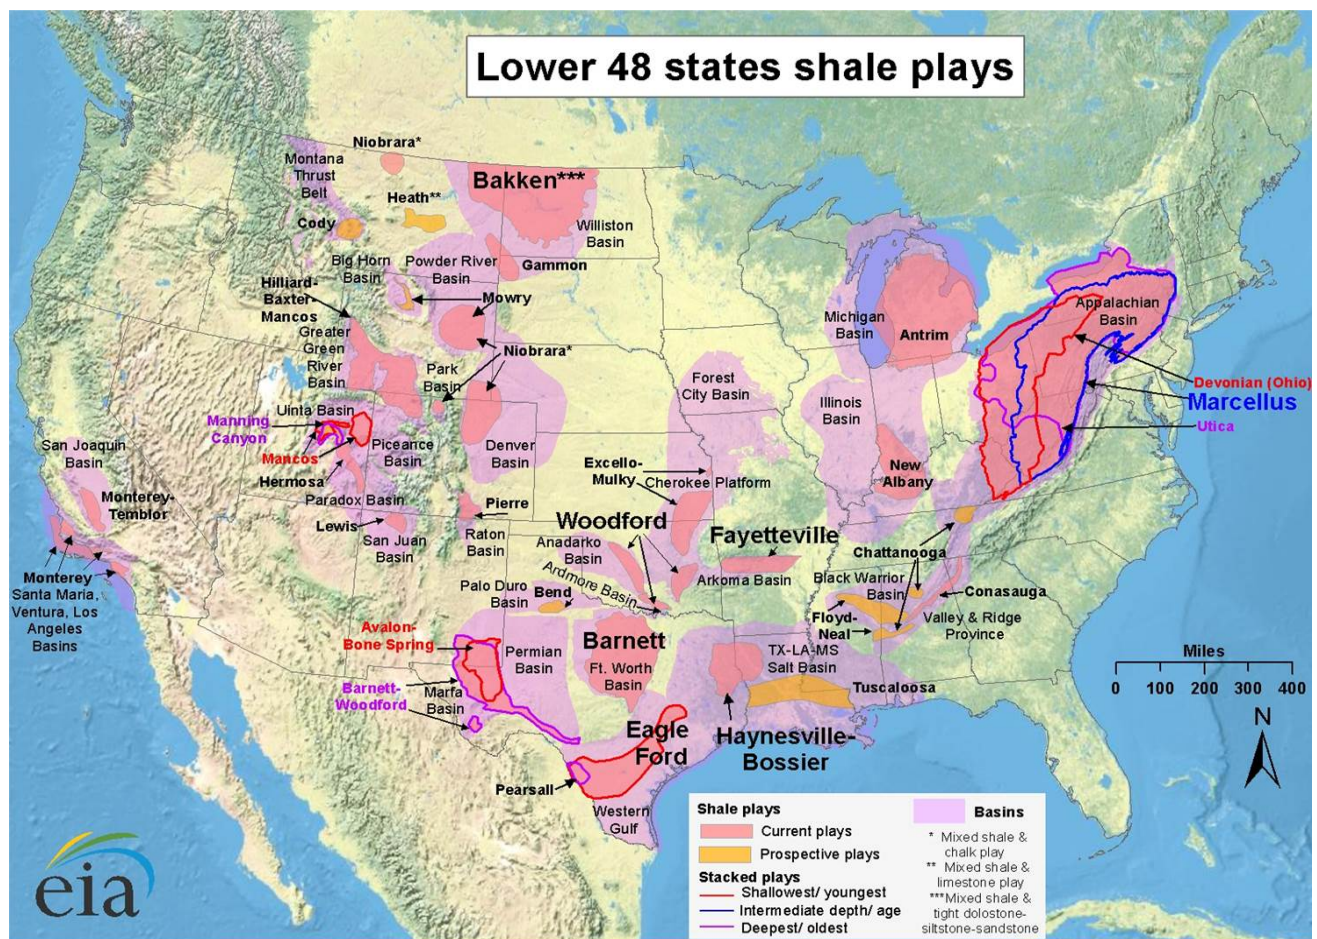 Lower 48 states shale plays
Niobrara*
Montana
Thrust
Belt
Bakken***
Heath**
Cody
Williston
Basin
Big Horn
Basin
Powder River
Basin
Gammon
Hilliard-
Baxter-
Mancos
Mowry
Greater
Green
River
Basin
Niobrara*
Park
Basin
Michigan
Basin
Antrim
Appalachian
Basin
Devonian (Ohio)
Marcellus
Utica
Forest
City Basin
Illinois
Basin
Uinta Basin
Manning
Canyon
Mancos
Piceance
Basin
Denver
Basin
San Joaquin
Basin
Hermosa
Paradox Basin
Monterey-
Temblor
Excello-
Mulky
Cherokee Platform
New
Albany
Pierre
Lewis
San Juan
Basin
Raton
Basin
Woodford
Anadarko
Basin
Fayetteville
Arkoma Basin
Ardmore Basin
Chattanooga
Black Warrior
Basin
Conasauga
Monterey
Santa Maria,
Ventura, Los
Angeles
Basins
Palo Duro
Basin
Bend
Floyd-
Neal
Valley & Ridge
Province
Avalon-
Bone Spring
Permian
Basin
Barnett
Ft. Worth
Basin
TX-LA-MS
Salt Basin
Tuscaloosa
Barnett-
Woodford
Marfa
Basin
Eagle
Ford
Haynesville-
Bossier
Pearsall
Western
Gulf
Miles
0 100 200 300 400
N
Shale plays
Current plays
Prospective plays
Stacked plays
Shallowest/ youngest
Intermediate depth/ age
Deepest/ oldest
Basins
* Mixed shale &
chalk play
** Mixed shale &
limestone play
***Mixed shale &
tight dolostone-
siltstone-sandstone
eia